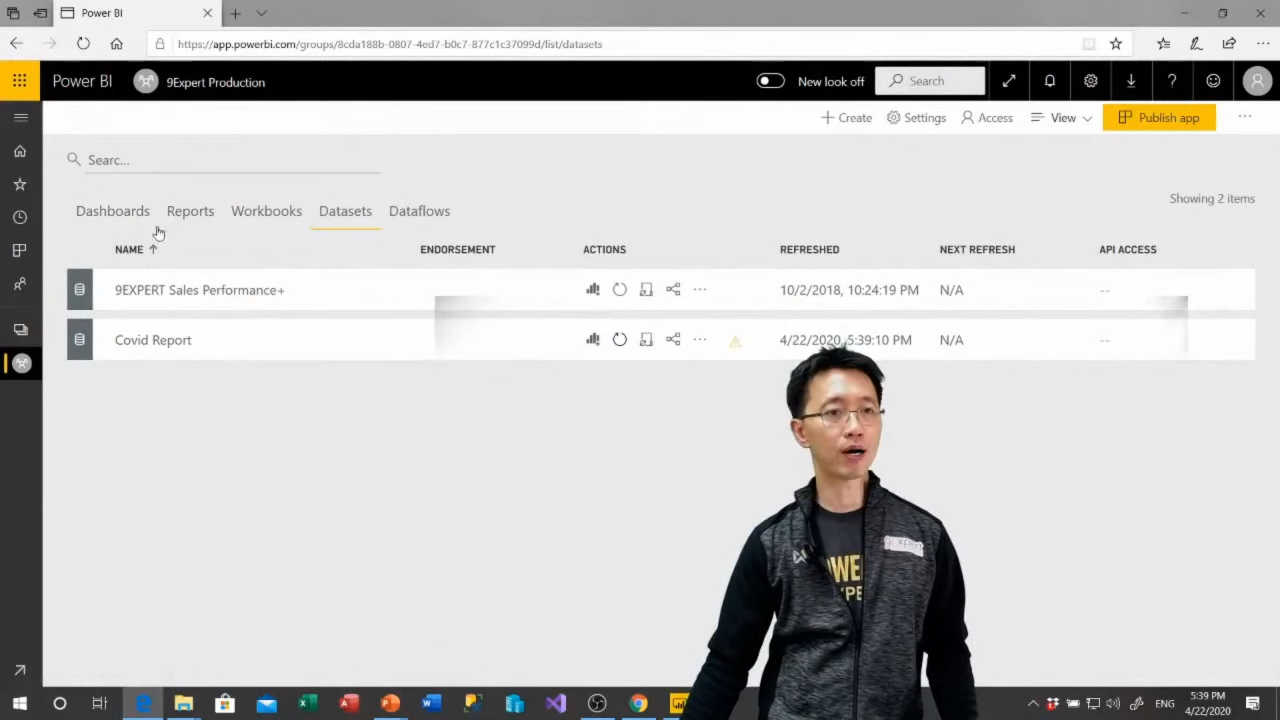 Power BI
https://app.powerbi.com/groups/8cda188b-0807-4ed7-b0c7-877c1c37099d/list/datasets
Power BI 9Expert Production New look off Search
Create Settings Access View Publish app
Searc...
Showing 2 items
Dashboards Reports Workbooks Datasets Dataflows
NAME ENDORSEMENT ACTIONS REFRESHED NEXT REFRESH API ACCESS
9EXPERT Sales Performance+ 10/2/2018, 10:24:19 PM N/A --
Covid Report 4/22/2020, 5:39:10 PM N/A --
ENG
5:39 PM
4/22/2020